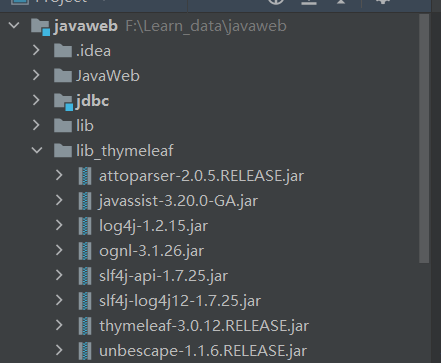 Project
javaweb F:\Learn_data\javaweb
.idea
JavaWeb
jdbc
lib
lib_thymeleaf
attoparser-2.0.5.RELEASE.jar
javassist-3.20.0-GA.jar
log4j-1.2.15.jar
ognl-3.1.26.jar
slf4j-api-1.7.25.jar
slf4j-log4j12-1.7.25.jar
thymeleaf-3.0.12.RELEASE.jar
unbescape-1.1.6.RELEASE.jar